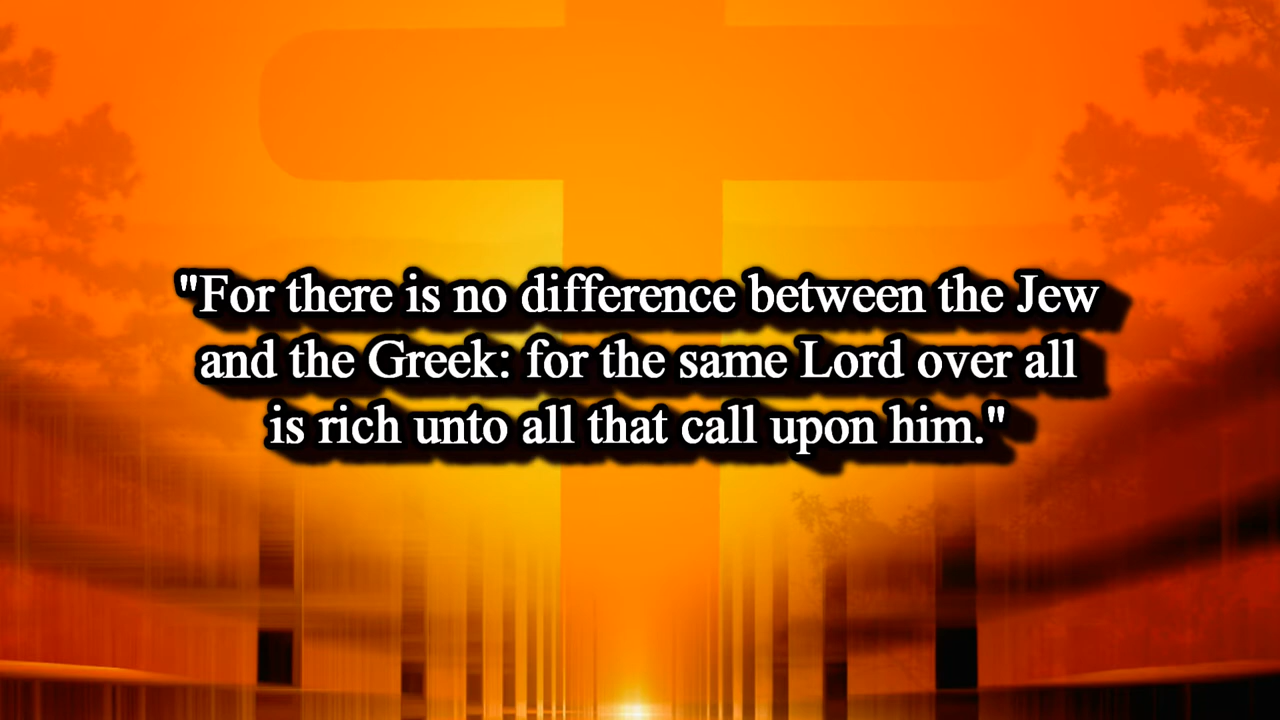 "For there is no difference between the Jew
and the Greek: for the same Lord over all
is rich unto all that call upon him."